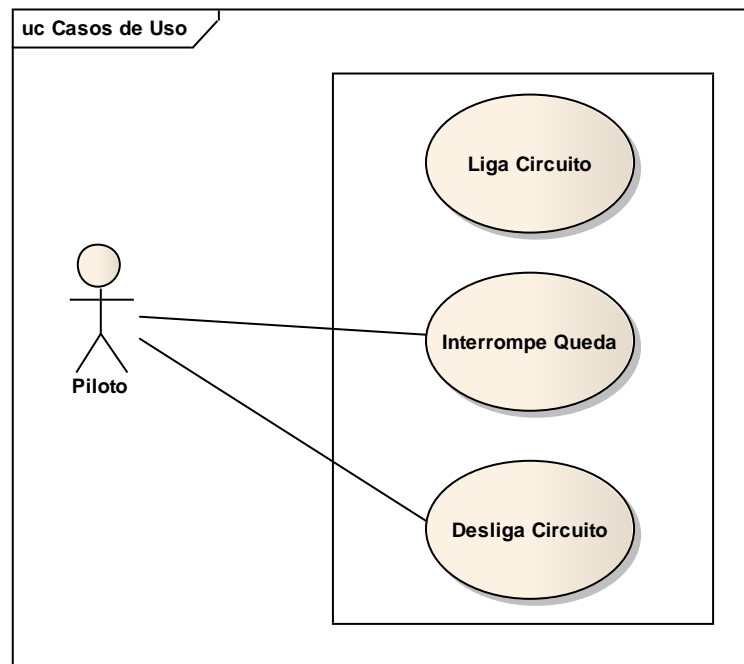 uc Casos de Uso
Liga Circuito
Interrompe Queda
Piloto
Desliga Circuito